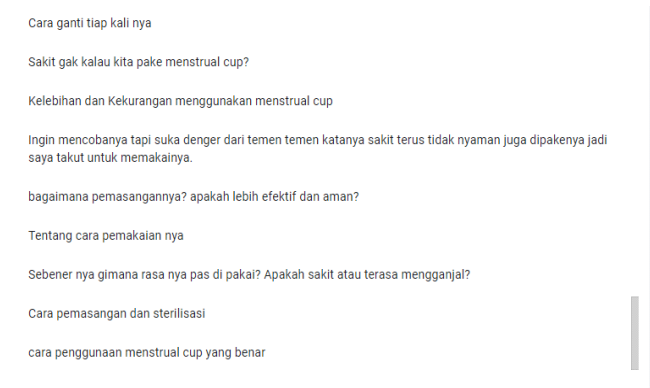 Cara ganti tiap kali nya
Sakit gak kalau kita pake menstrual cup?
Kelebihan dan Kekurangan menggunakan menstrual cup
Ingin mencobanya tapi suka denger dari temen temen katanya sakit terus tidak nyaman juga dipakenya jadi
saya takut untuk memakainya.
bagaimana pemasangannya? apakah lebih efektif dan aman?
Tentang cara pemakaian nya
Sebener nya gimana rasa nya pas di pakai? Apakah sakit atau terasa mengganjal?
Cara pemasangan dan sterilisasi
cara penggunaan menstrual cup yang benar